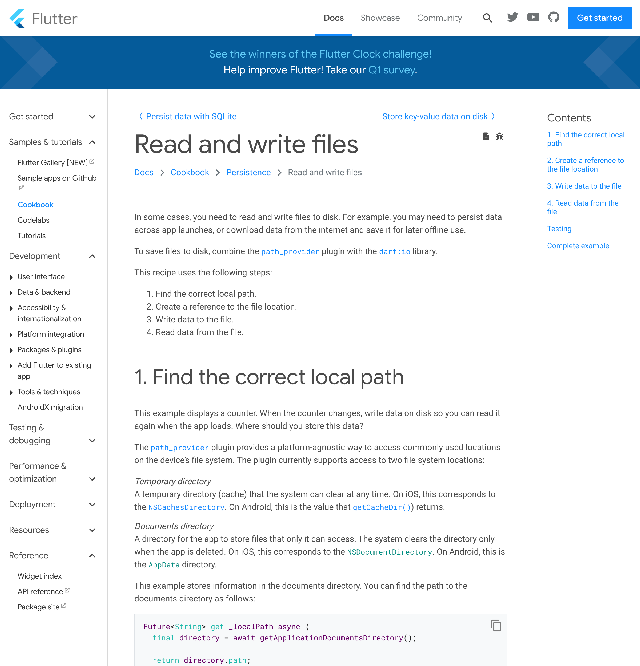 Flutter
Docs Showcase Community Get started
See the winners of the Flutter Clock challenge!
Help improve Flutter! Take our Q1 survey.
Get started
Samples & tutorials
Flutter Gallery [NEW]
Sample apps on Github
Cookbook
Codelabs
Tutorials
Development
User interface
Data & backend
Accessibility &
internationalization
Platform integration
Packages & plugins
Add Flutter to existing
app
Tools & techniques
AndroidX migration
Testing &
debugging
Performance &
optimization
Deployment
Resources
Reference
Widget index
API reference
Package site
〈 Persist data with SQLite Store key-value data on disk 〉
Read and write files
Docs > Cookbook > Persistence > Read and write files
In some cases, you need to read and write files to disk. For example, you may need to persist data
across app launches, or download data from the internet and save it for later offline use.
To save files to disk, combine the path_provider plugin with the dart:io library.
This recipe uses the following steps:
1. Find the correct local path.
2. Create a reference to the file location.
3. Write data to the file.
4. Read data from the file.
1. Find the correct local path
This example displays a counter. When the counter changes, write data on disk so you can read it
again when the app loads. Where should you store this data?
The path_provider plugin provides a platform-agnostic way to access commonly used locations
on the device's file system. The plugin currently supports access to two file system locations:
Temporary directory
A temporary directory (cache) that the system can clear at any time. On iOS, this corresponds to
the NSCachesDirectory. On Android, this is the value that getCacheDir() returns.
Documents directory
A directory for the app to store files that only it can access. The system clears the directory only
when the app is deleted. On iOS, this corresponds to the NSDocumentDirectory. On Android, this is
the AppData directory.
This example stores information in the documents directory. You can find the path to the
documents directory as follows:
Future<String> get _localPath async {
final directory = await getApplicationDocumentsDirectory();
return directory.path;
Contents
1. Find the correct local
path
2. Create a reference to
the file location
3. Write data to the file
4. Read data from the
file
Testing
Complete example